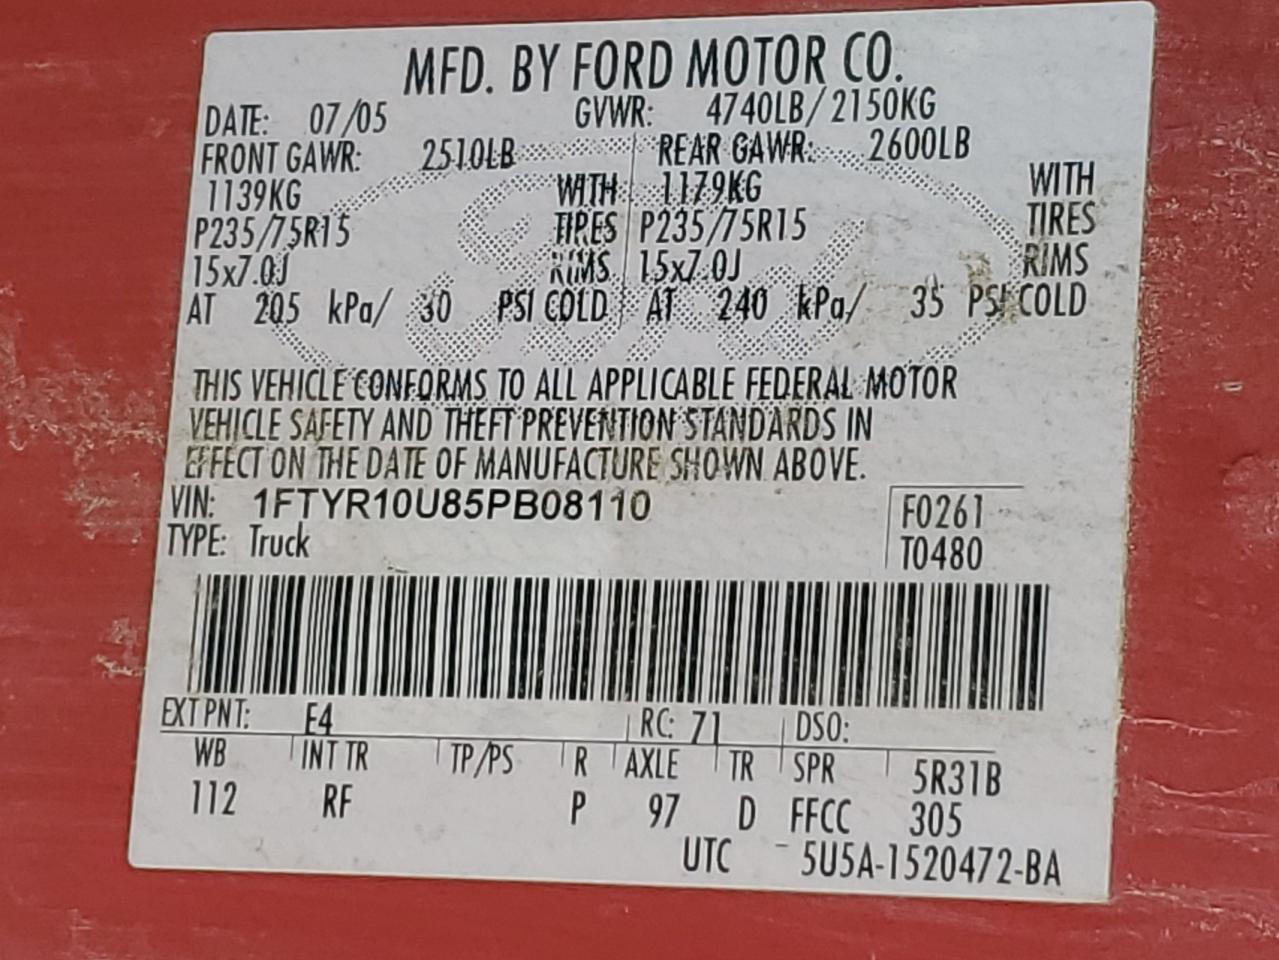 MFD. BY FORD MOTOR CO.
DATE: 07/05 GVWR: 4740LB/2150KG
FRONT GAWR: 2510LB REAR GAWR: 2600LB
1139KG WITH 1179KG WITH
P235/75R15 TIRES P235/75R15 TIRES
15x7.0J RIMS 15x7.0J RIMS
AT 205 kPa/ 30 PSI COLD AT 240 kPa/ 35 PSI COLD
THIS VEHICLE CONFORMS TO ALL APPLICABLE FEDERAL MOTOR
VEHICLE SAFETY AND THEFT PREVENTION STANDARDS IN
EFFECT ON THE DATE OF MANUFACTURE SHOWN ABOVE.
VIN: 1FTYR10U85PB08110 F0261
TYPE: Truck T0480
EXT PNT: E4 RC: 71 DSO:
WB INT TR TP/PS R AXLE TR SPR 5R31B
112 RF P 97 D FFCC 305
UTC - 5U5A-1520472-BA